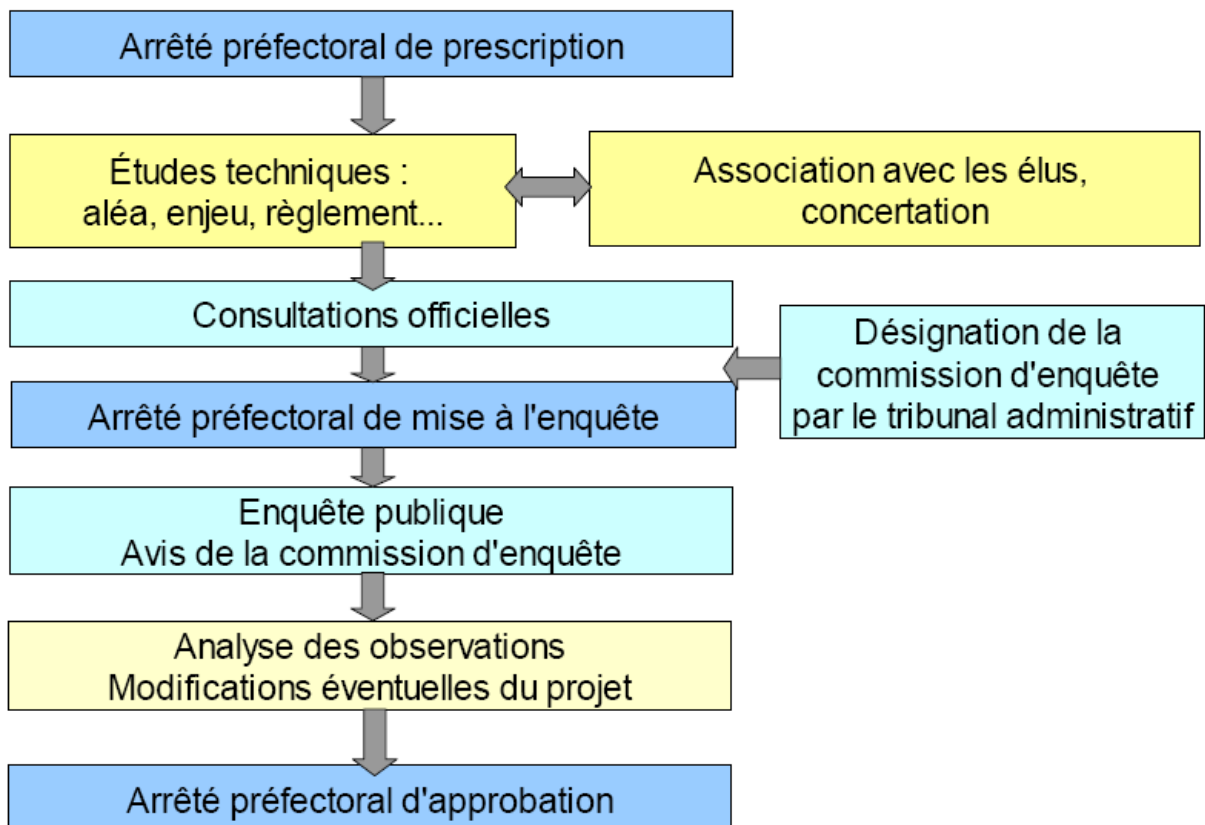 Arrêté préfectoral de prescription
Études techniques :
aléa, enjeu, règlement...
Association avec les élus,
concertation
Consultations officielles
Désignation de la
commission d'enquête
par le tribunal administratif
Arrêté préfectoral de mise à l'enquête
Enquête publique
Avis de la commission d'enquête
Analyse des observations
Modifications éventuelles du projet
Arrêté préfectoral d'approbation